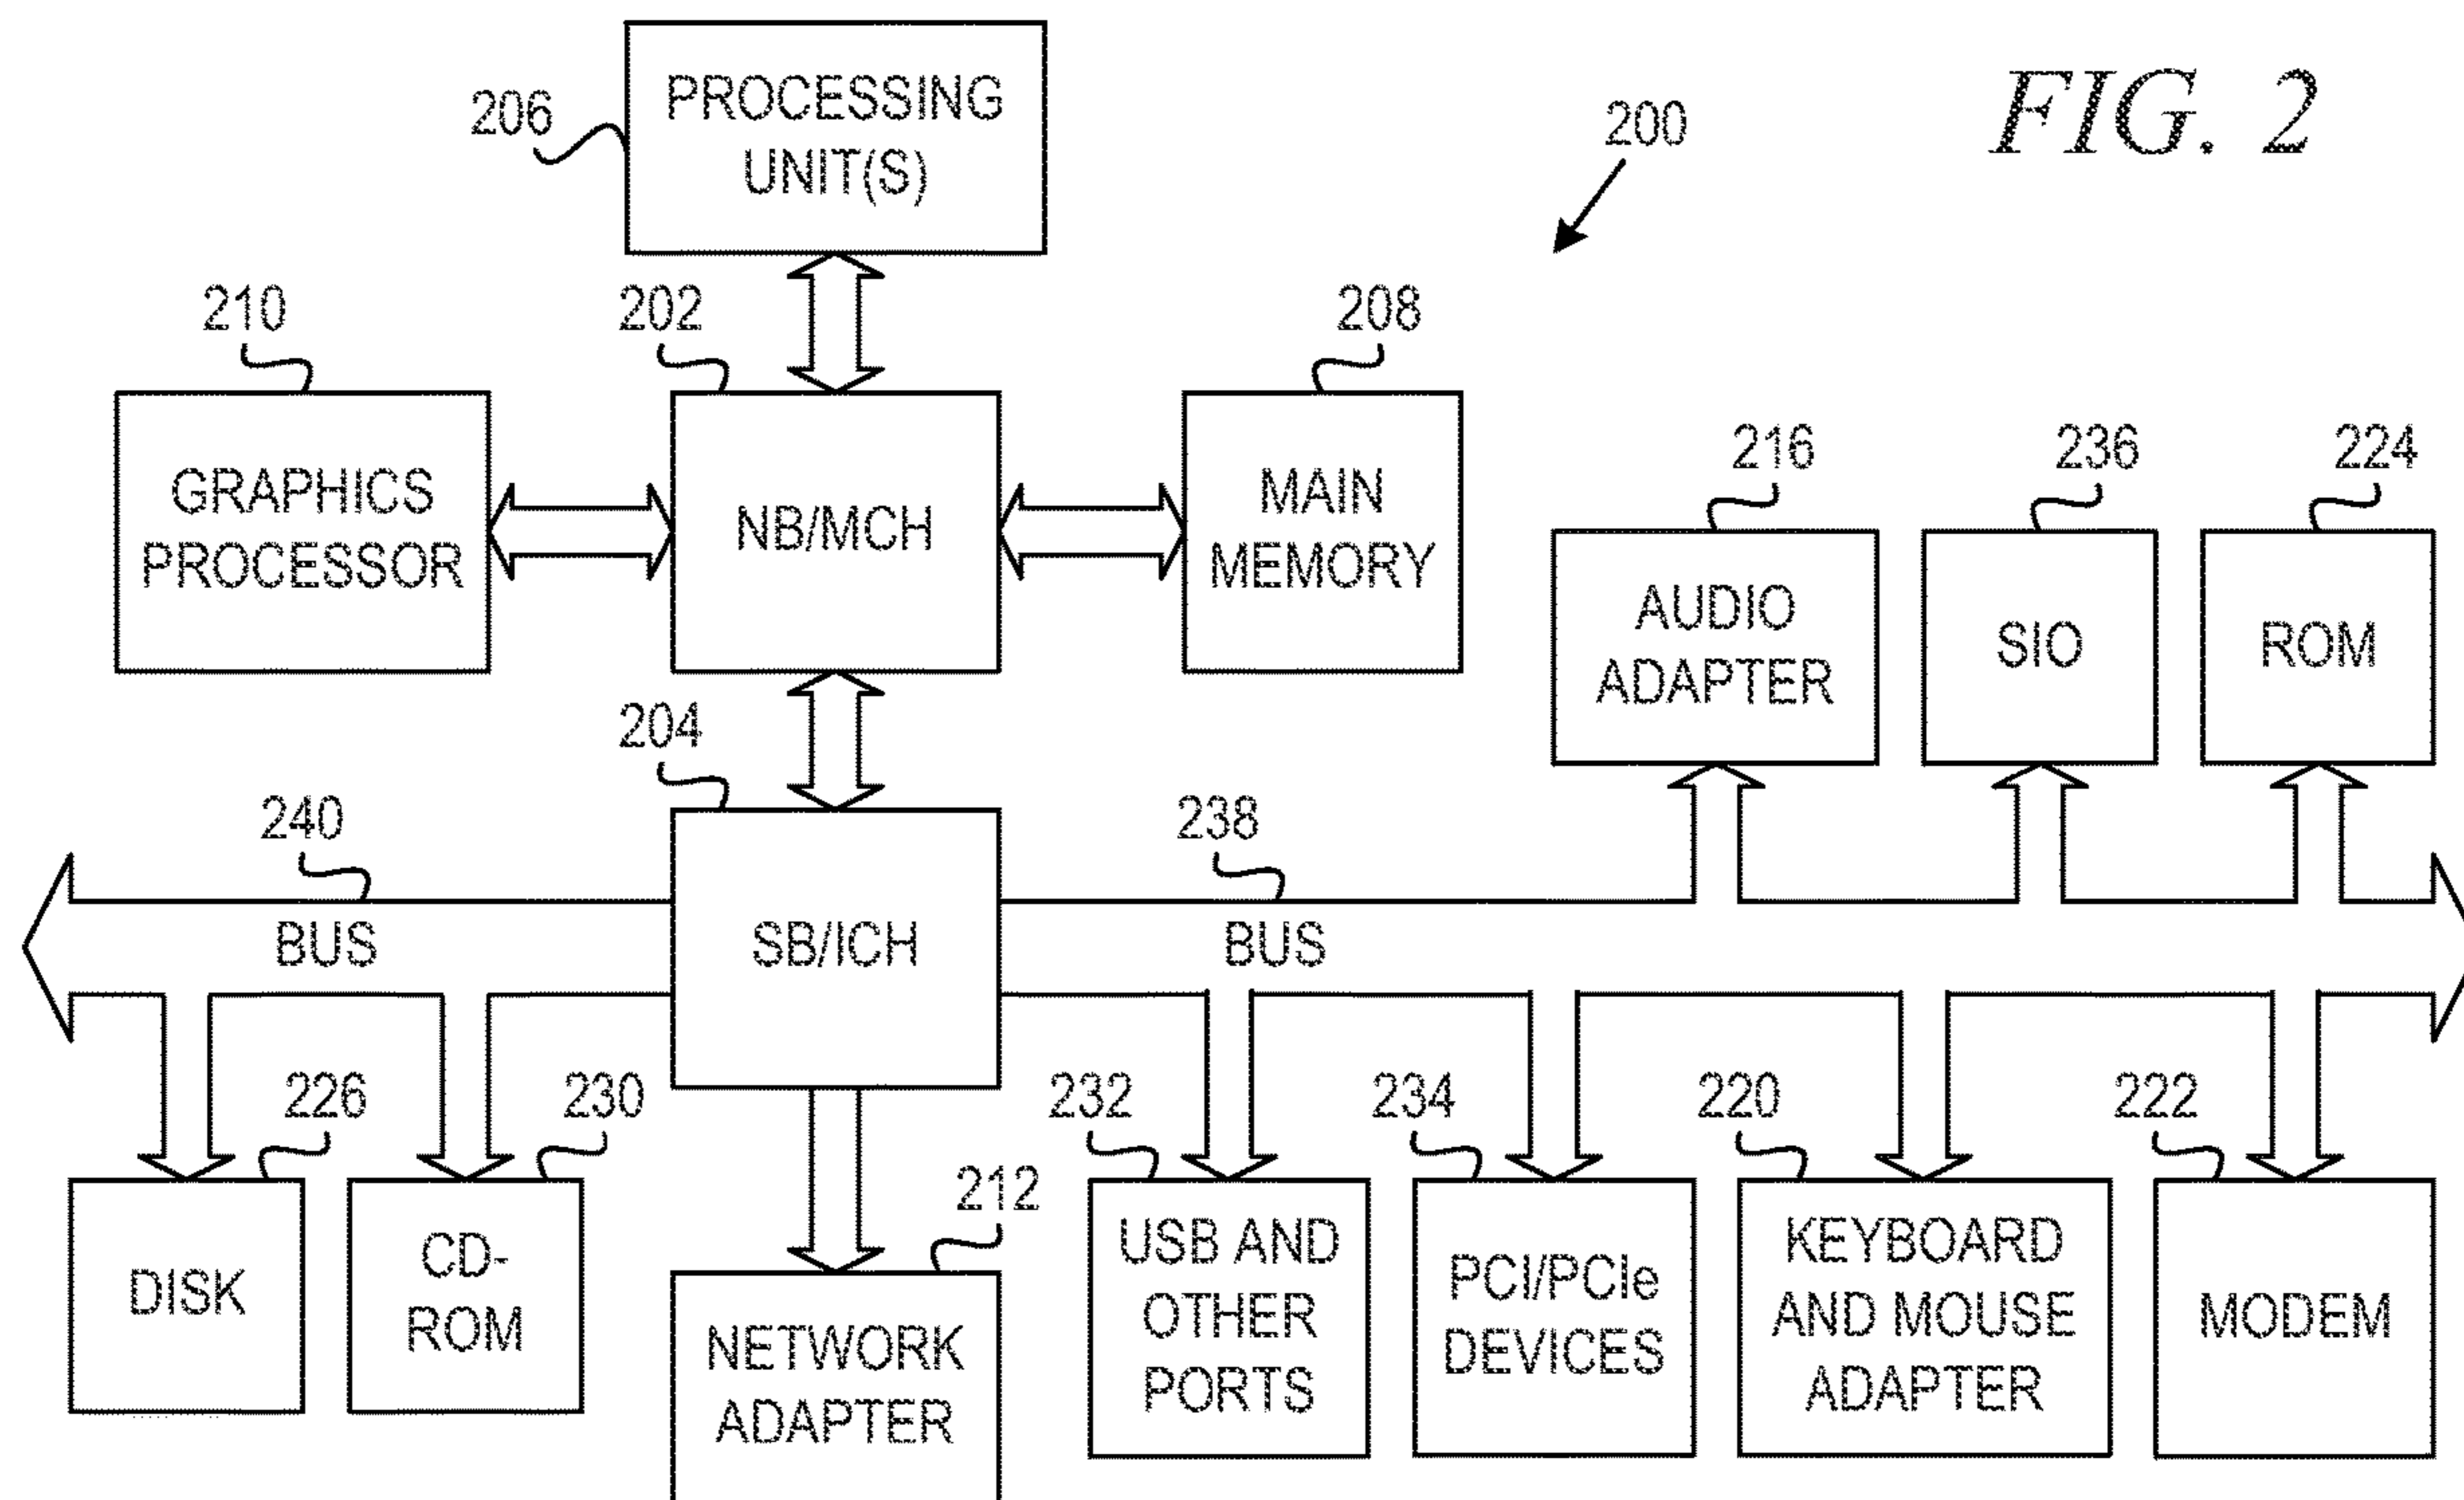 FIG. 2
200
206
PROCESSING
UNIT(S)
210
202
208
GRAPHICS
PROCESSOR
NB/MCH
MAIN
MEMORY
216
236
224
AUDIO
ADAPTER
SIO
ROM
204
240
238
BUS
SB/ICH
BUS
226
230
212
232
234
220
222
DISK
CD-
ROM
NETWORK
ADAPTER
USB AND
OTHER
PORTS
PCI/PCIe
DEVICES
KEYBOARD
AND MOUSE
ADAPTER
MODEM